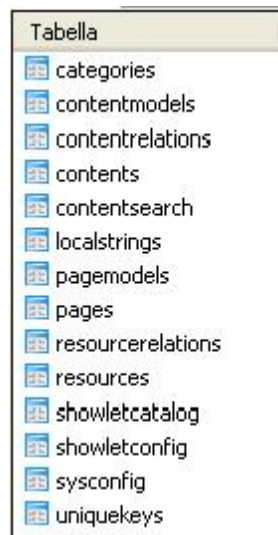 Tabella
categories
contentmodels
contentrelations
contents
contentsearch
localstrings
pagemodels
pages
resourcerelations
resources
showletcatalog
showletconfig
sysconfig
uniquekeys